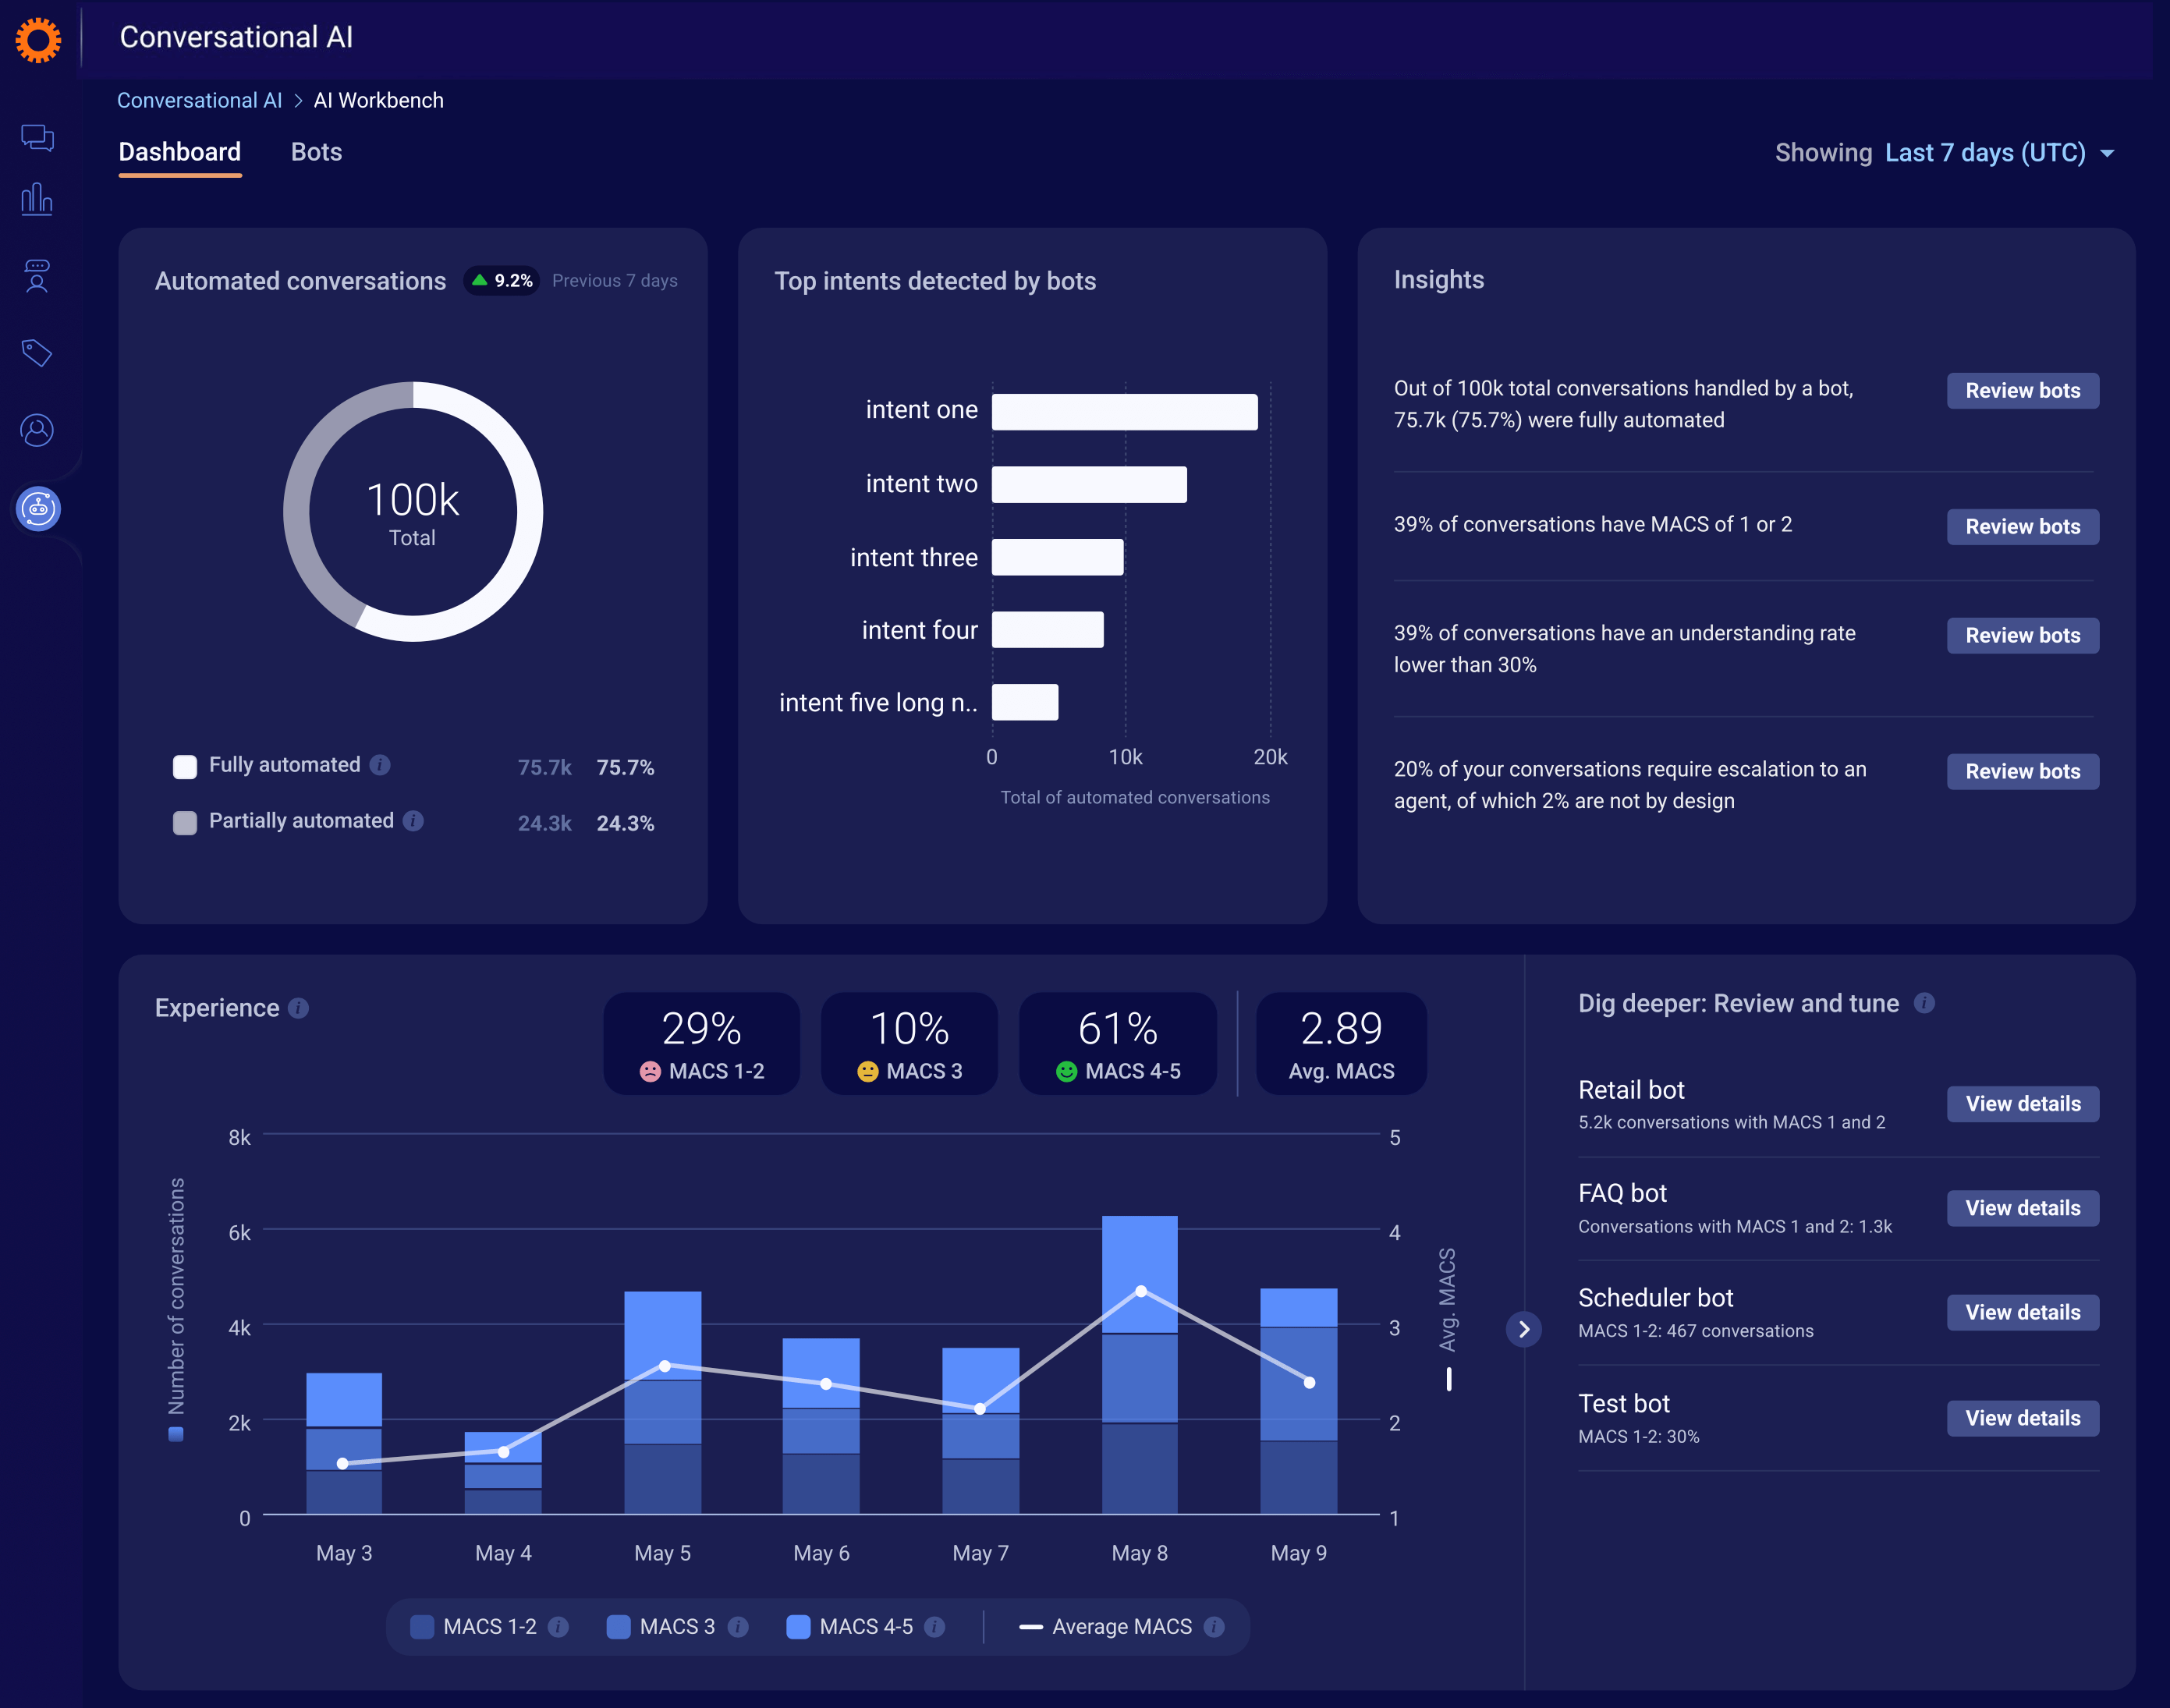 Conversational AI
Conversational AI > AI Workbench
Dashboard
Bots
Showing Last 7 days (UTC)
Automated conversations
9.2%
Previous 7 days
100k
Total
Fully automated
75.7k
75.7%
Partially automated
24.3k
24.3%
Top intents detected by bots
intent one
intent two
intent three
intent four
intent five long n..
0
10k
20k
Total of automated conversations
Insights
Out of 100k total conversations handled by a bot,
75.7k (75.7%) were fully automated
Review bots
39% of conversations have MACS of 1 or 2
Review bots
39% of conversations have an understanding rate
lower than 30%
Review bots
20% of your conversations require escalation to an
agent, of which 2% are not by design
Review bots
Experience
29%
MACS 1-2
10%
MACS 3
61%
MACS 4-5
2.89
Avg. MACS
Number of conversations
8k
6k
4k
2k
0
5
4
3
2
1
Avg. MACS
May 3
May 4
May 5
May 6
May 7
May 8
May 9
MACS 1-2
MACS 3
MACS 4-5
Average MACS
Dig deeper: Review and tune
Retail bot
5.2k conversations with MACS 1 and 2
View details
FAQ bot
Conversations with MACS 1 and 2: 1.3k
View details
Scheduler bot
MACS 1-2: 467 conversations
View details
Test bot
MACS 1-2: 30%
View details